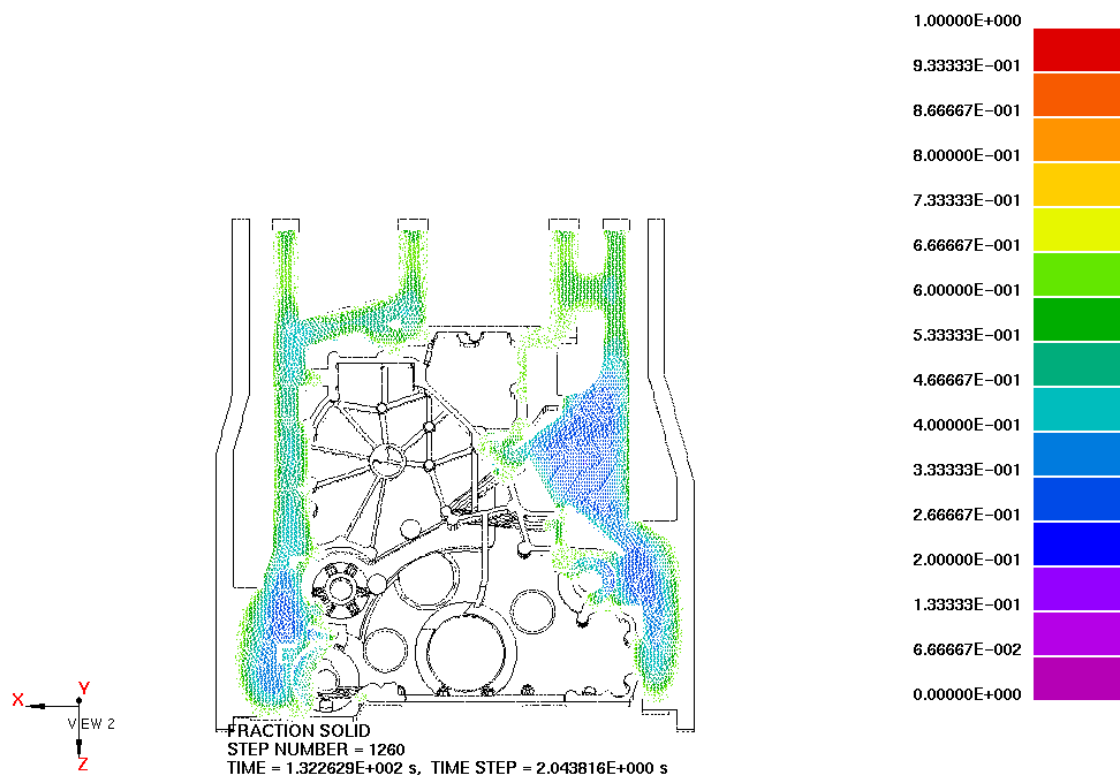 1.00000E+000
9.33333E-001
8.66667E-001
8.00000E-001
7.33333E-001
6.66667E-001
6.00000E-001
5.33333E-001
4.66667E-001
4.00000E-001
3.33333E-001
2.66667E-001
2.00000E-001
1.33333E-001
6.66667E-002
0.00000E+000
X
Y
VIEW 2
Z
FRACTION SOLID
STEP NUMBER = 1260
TIME = 1.322629E+002 s, TIME STEP = 2.043816E+000 s